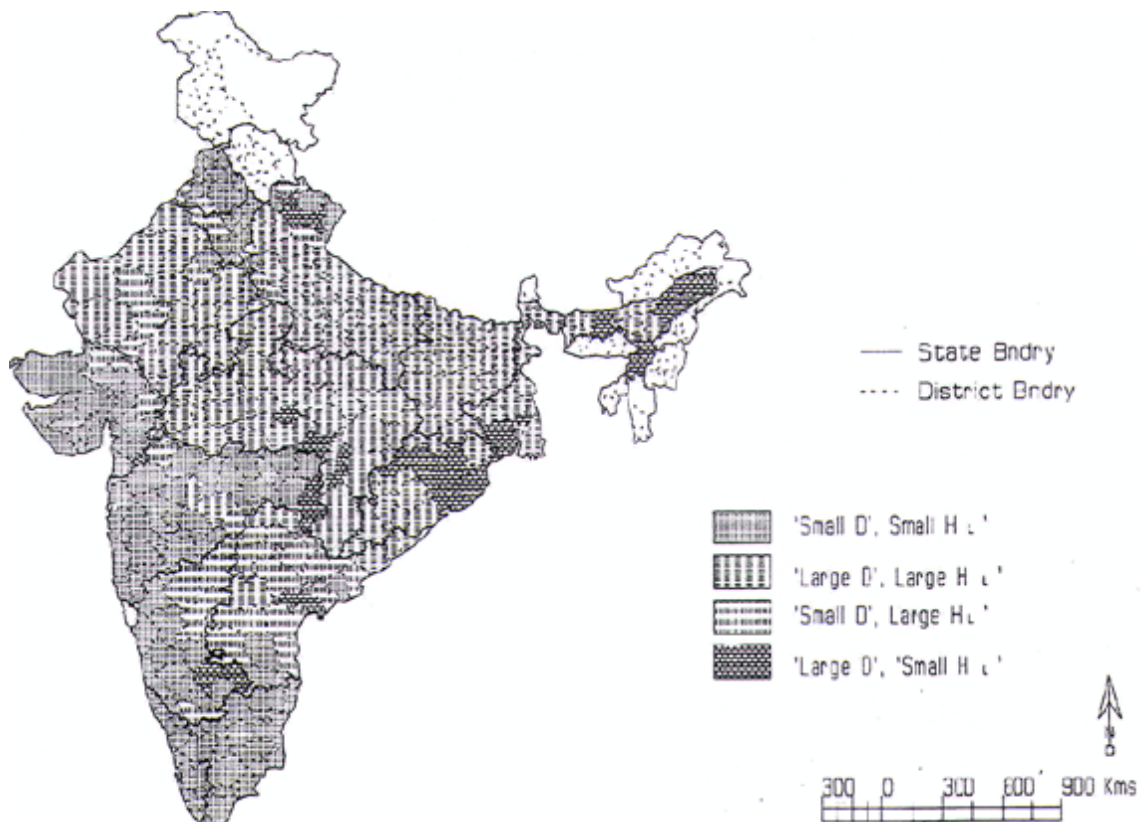 State Bndry
District Bndry
'Small D', Small H L'
'Large D', Large H L'
'Small D', Large H L'
'Large D', 'Small H L'
N
300 0 300 600 900 Kms